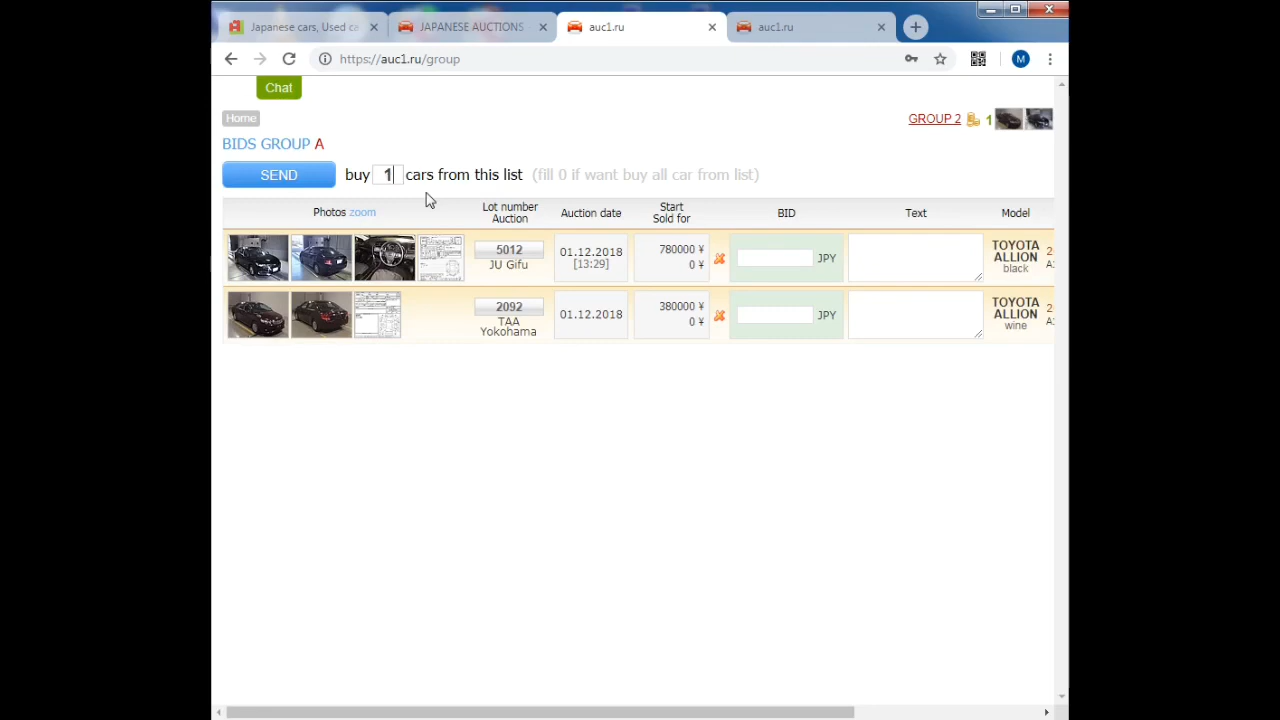 Japanese cars, Used ca
JAPANESE AUCTIONS
auc1.ru
auc1.ru
https://auc1.ru/group
M
Chat
Home
GROUP 2 1
BIDS GROUP A
SEND buy 1 cars from this list (fill 0 if want buy all car from list)
Photos zoom
Lot number
Auction
Auction date
Start
Sold for
BID
Text
Model
5012
JU Gifu
01.12.2018
[13:29]
780000 ¥
0 ¥
JPY
TOYOTA
ALLION
black
2092
TAA
Yokohama
01.12.2018
380000 ¥
0 ¥
JPY
TOYOTA
ALLION
wine